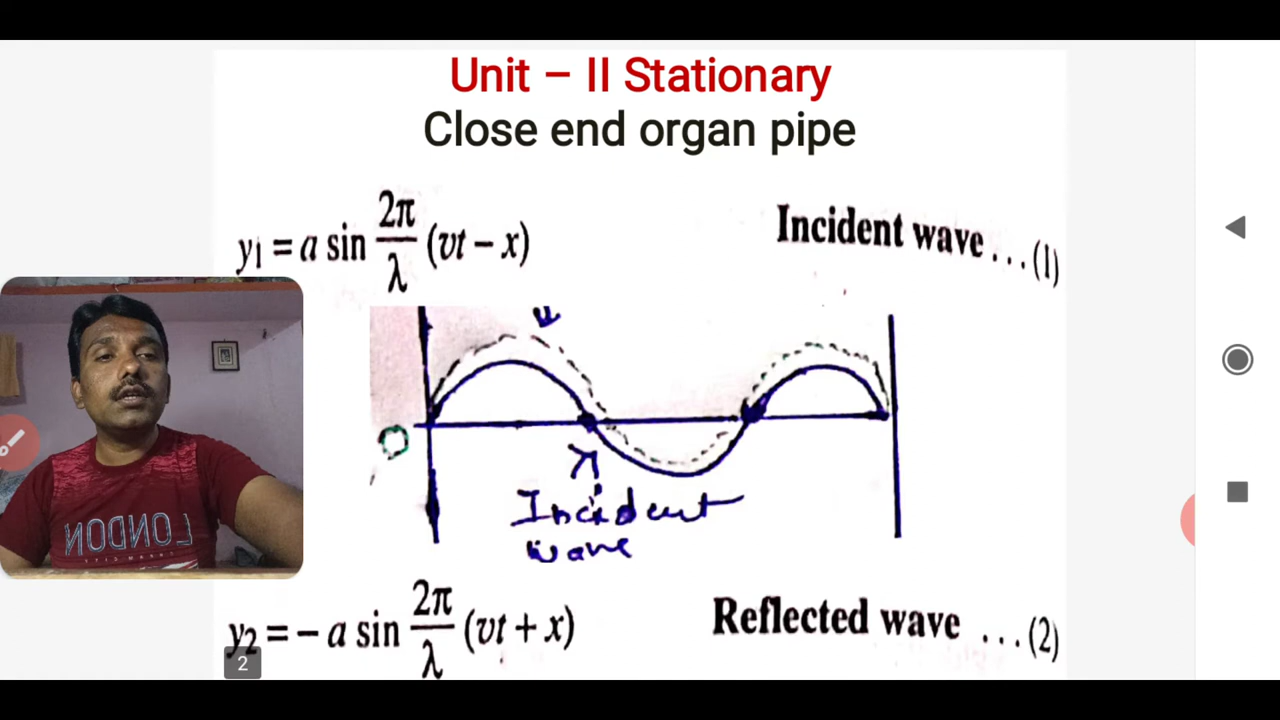 Unit – II Stationary
Close end organ pipe
y₁ = a sin 2π/λ (vt – x)
Incident wave ...(1)
LONDON
O
Incident
wave
y₂ = – a sin 2π/λ (vt + x)
Reflected wave ...(2)
2